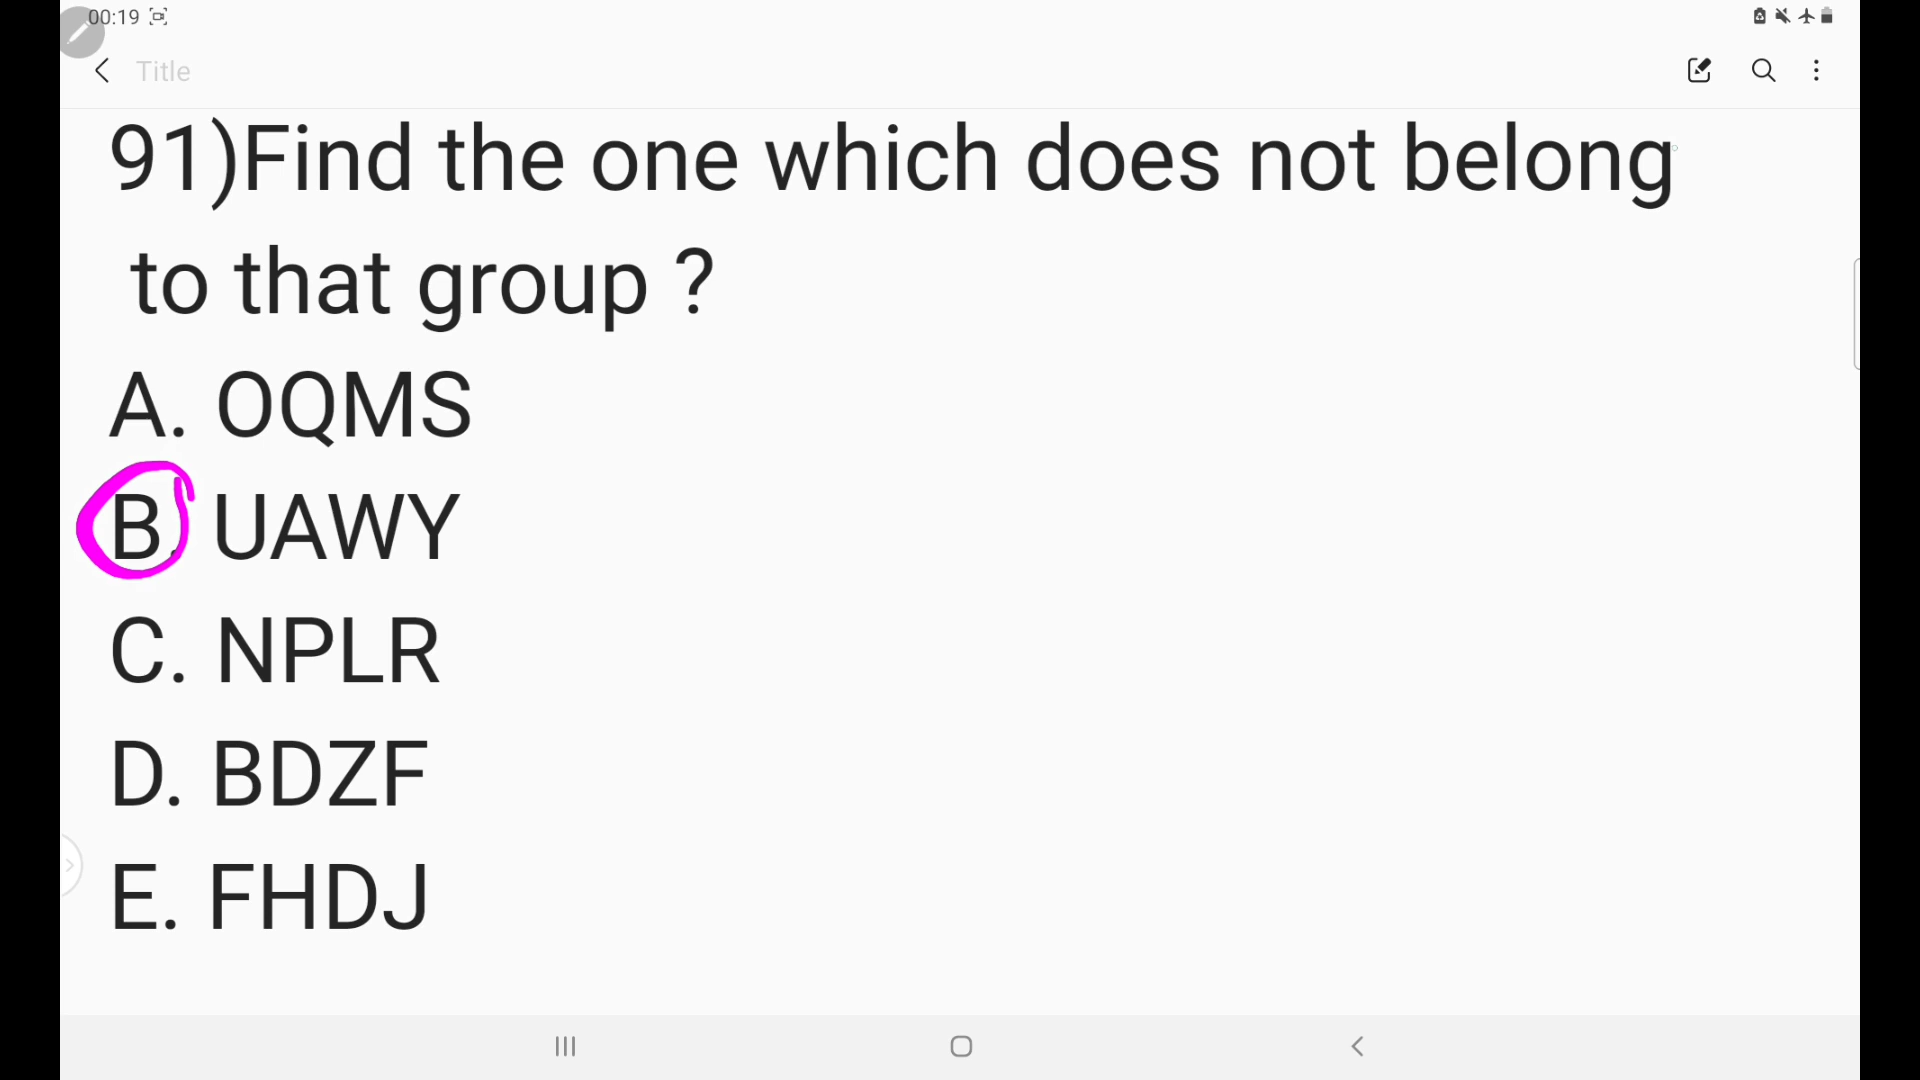 00:19
Title
91)Find the one which does not belong
to that group ?
A. OQMS
B. UAWY
C. NPLR
D. BDZF
E. FHDJ